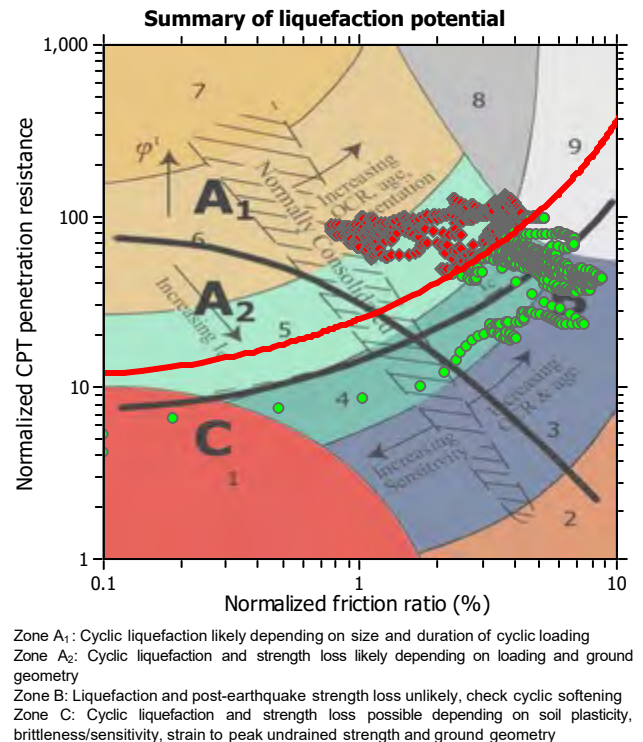 Summary of liquefaction potential
1,000
100
10
1
Normalized CPT penetration resistance
7
8
9
φ'
A1
Increasing
OCR, age,
Normally Consolidated
6
A2
5
4
C
1
Increasing
OCR & age
Increasing
Sensitivity
3
2
0.1
1
10
Normalized friction ratio (%)
Zone A1: Cyclic liquefaction likely depending on size and duration of cyclic loading
Zone A2: Cyclic liquefaction and strength loss likely depending on loading and ground
geometry
Zone B: Liquefaction and post-earthquake strength loss unlikely, check cyclic softening
Zone C: Cyclic liquefaction and strength loss possible depending on soil plasticity,
brittleness/sensitivity, strain to peak undrained strength and ground geometry